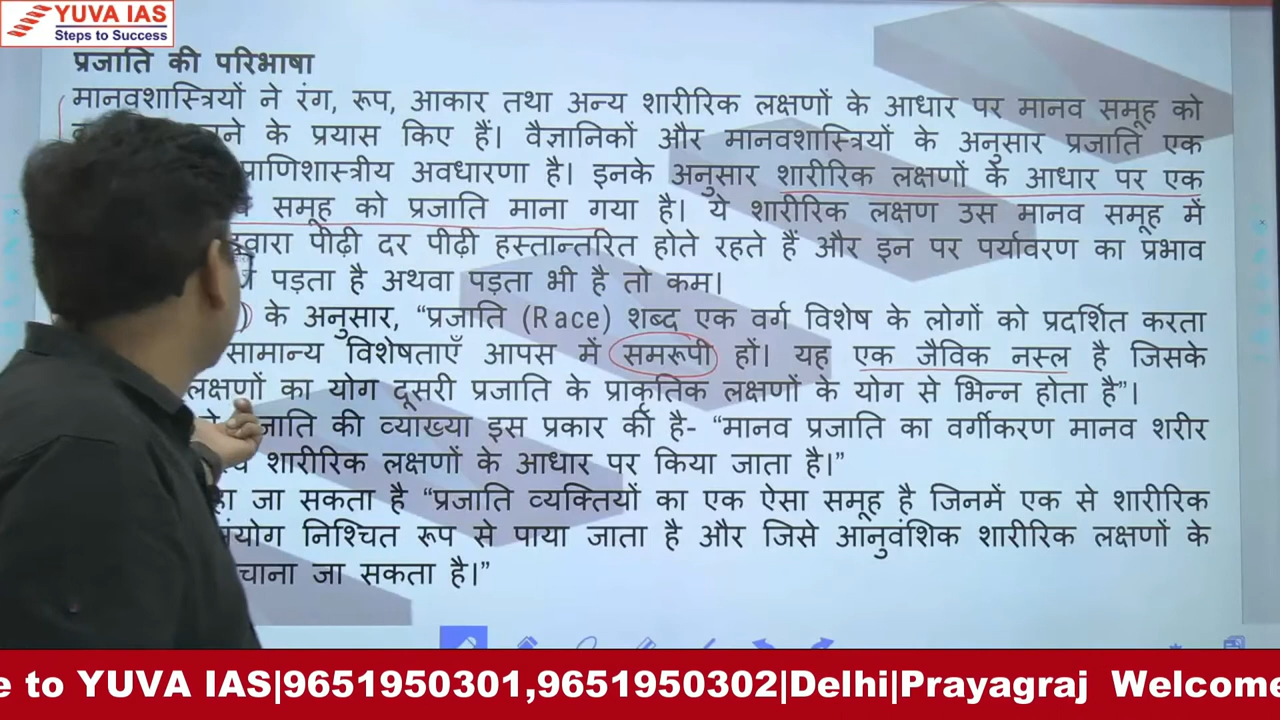 YUVA IAS
Steps to Success
प्रजाति की परिभाषा
मानवशास्त्रियों ने रंग, रूप, आकार तथा अन्य शारीरिक लक्षणों के आधार पर मानव समूह को
के प्रयास किए हैं। वैज्ञानिकों और मानवशास्त्रियों के अनुसार प्रजाति एक
प्राणिशास्त्रीय अवधारणा है। इनके अनुसार शारीरिक लक्षणों के आधार पर एक
समूह को प्रजाति माना गया है। ये शारीरिक लक्षण उस मानव समूह में
पीढ़ी दर पीढ़ी हस्तान्तरित होते रहते हैं और इन पर पर्यावरण का प्रभाव
पड़ता है अथवा पड़ता भी है तो कम।
) के अनुसार, “प्रजाति (Race) शब्द एक वर्ग विशेष के लोगों को प्रदर्शित करता
सामान्य विशेषताएँ आपस में समरूपी हों। यह एक जैविक नस्ल है जिसके
लक्षणों का योग दूसरी प्रजाति के प्राकृतिक लक्षणों के योग से भिन्न होता है”।
की व्याख्या इस प्रकार की है- “मानव प्रजाति का वर्गीकरण मानव शरीर
शारीरिक लक्षणों के आधार पर किया जाता है।”
जा सकता है “प्रजाति व्यक्तियों का एक ऐसा समूह है जिनमें एक से शारीरिक
निश्चित रूप से पाया जाता है और जिसे आनुवंशिक शारीरिक लक्षणों के
जा सकता है।”
e to YUVA IAS|9651950301,9651950302|Delhi|Prayagraj Welcome